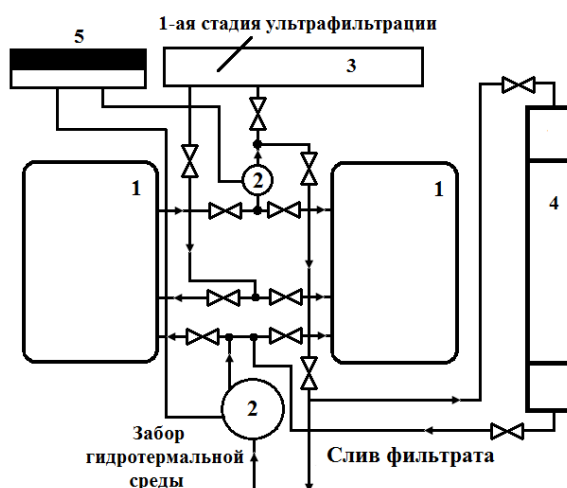 1-ая стадия ультрафильтрации
5
3
2
1
1
4
2
Забор
гидротермальной
среды
Слив фильтрата